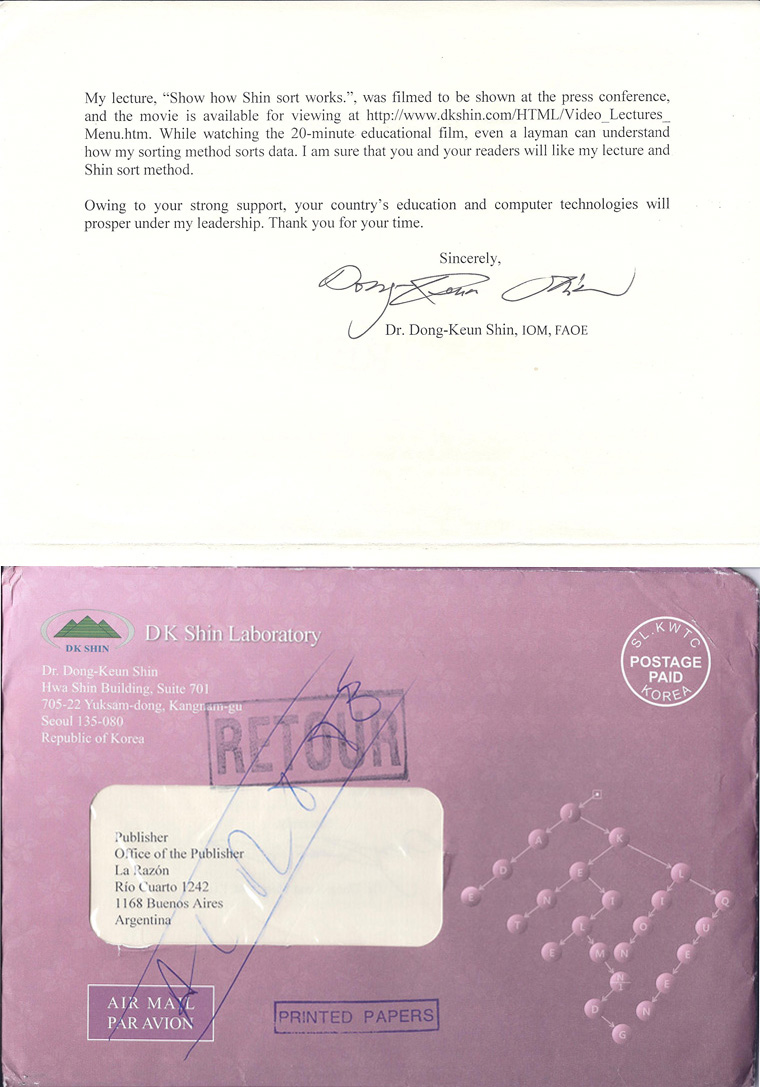 My lecture, “Show how Shin sort works.”, was filmed to be shown at the press conference,
and the movie is available for viewing at http://www.dkshin.com/HTML/Video_Lectures_
Menu.htm. While watching the 20-minute educational film, even a layman can understand
how my sorting method sorts data. I am sure that you and your readers will like my lecture and
Shin sort method.
Owing to your strong support, your country’s education and computer technologies will
prosper under my leadership. Thank you for your time.
Sincerely,
Dong-Keun Shin
Dr. Dong-Keun Shin, IOM, FAOE
DK SHIN
DK Shin Laboratory
Dr. Dong-Keun Shin
Hwa Shin Building, Suite 701
705-22 Yuksam-dong, Kangnam-gu
Seoul 135-080
Republic of Korea
SL.KWTC
POSTAGE
PAID
KOREA
RETOUR
Publisher
Office of the Publisher
La Razón
Río Cuarto 1242
1168 Buenos Aires
Argentina
J
A K
D E L
E T N I I Q
L O U
E M N E
N E
D N
G
AIR MAIL
PAR AVION
PRINTED PAPERS